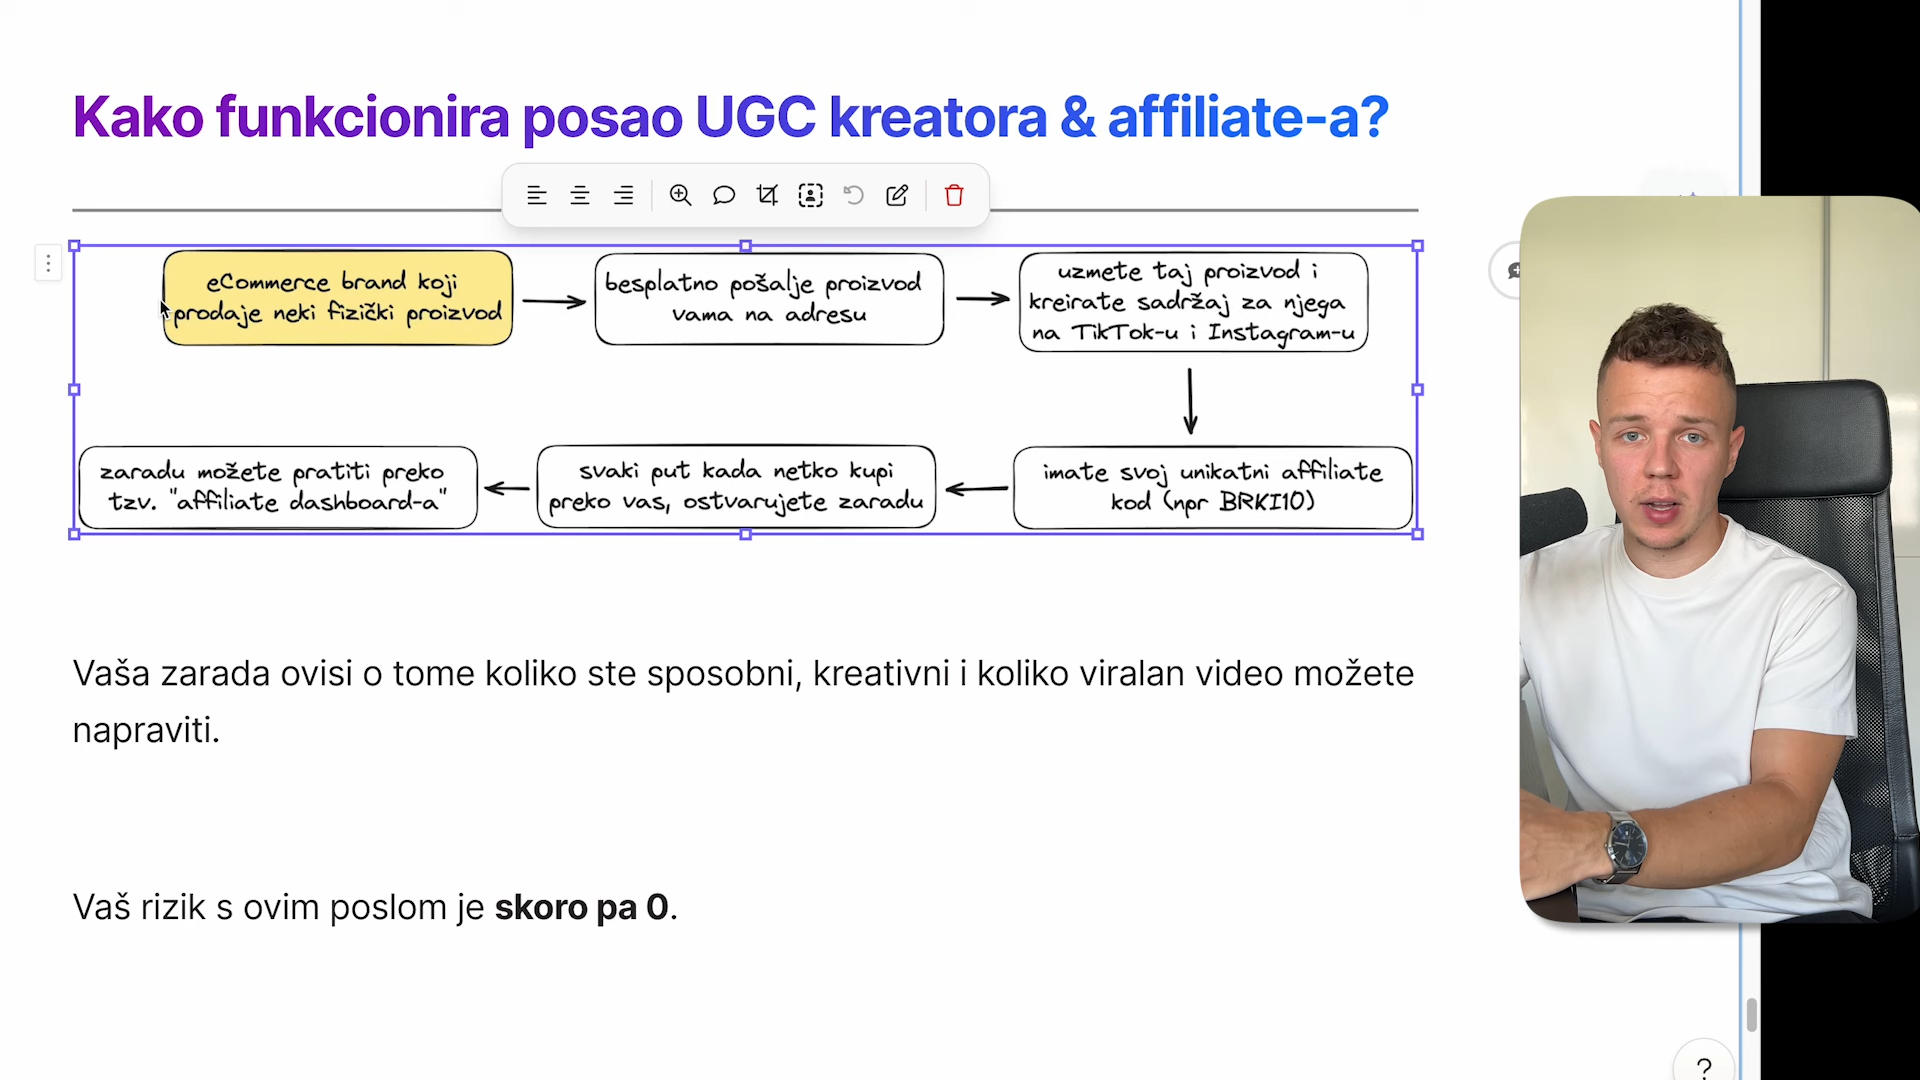 Kako funkcionira posao UGC kreatora & affiliate-a?
eCommerce brand koji
prodaje neki fizički proizvod
besplatno pošalje proizvod
vama na adresu
uzmete taj proizvod i
kreirate sadržaj za njega
na TikTok-u i Instagram-u
imate svoj unikatni affiliate
kod (npr BRKI10)
svaki put kada netko kupi
preko vas, ostvarujete zaradu
zaradu možete pratiti preko
tzv. "affiliate dashboard-a"
Vaša zarada ovisi o tome koliko ste sposobni, kreativni i koliko viralan video možete
napraviti.
Vaš rizik s ovim poslom je skoro pa 0.
?